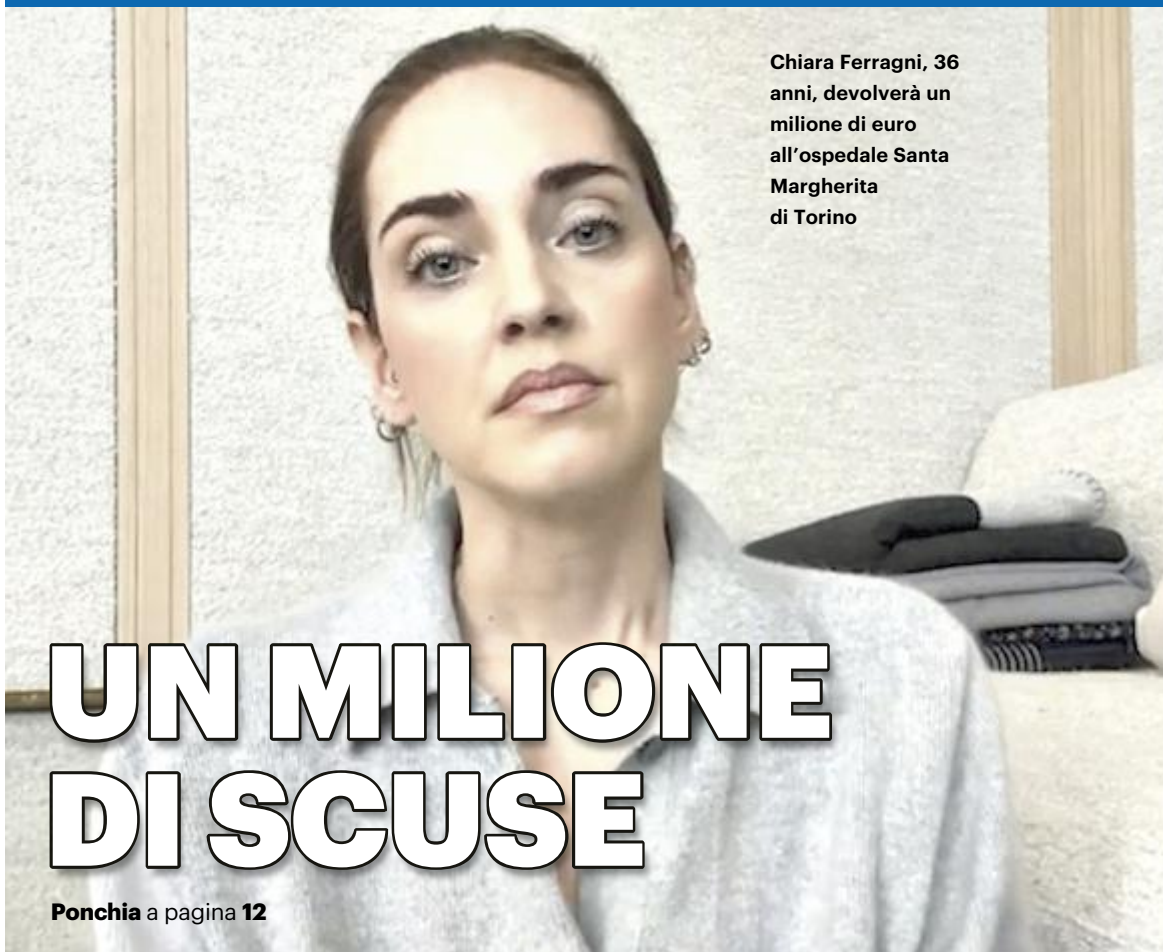 Chiara Ferragni, 36
anni, devolverà un
milione di euro
all'ospedale Santa
Margherita
di Torino
UN MILIONE
DI SCUSE
Ponchia a pagina 12